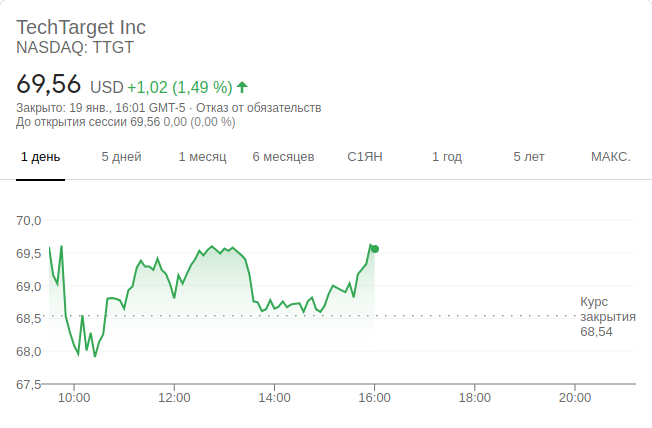 TechTarget Inc
NASDAQ: TTGT
69,56 USD +1,02 (1,49 %)
Закрыто: 19 янв., 16:01 GMT-5 · Отказ от обязательств
До открытия сессии 69,56 0,00 (0,00 %)
1 день 5 дней 1 месяц 6 месяцев С1ЯН 1 год 5 лет МАКС.
70,0
69,5
69,0
68,5
68,0
67,5
Курс
закрытия
68,54
10:00 12:00 14:00 16:00 18:00 20:00